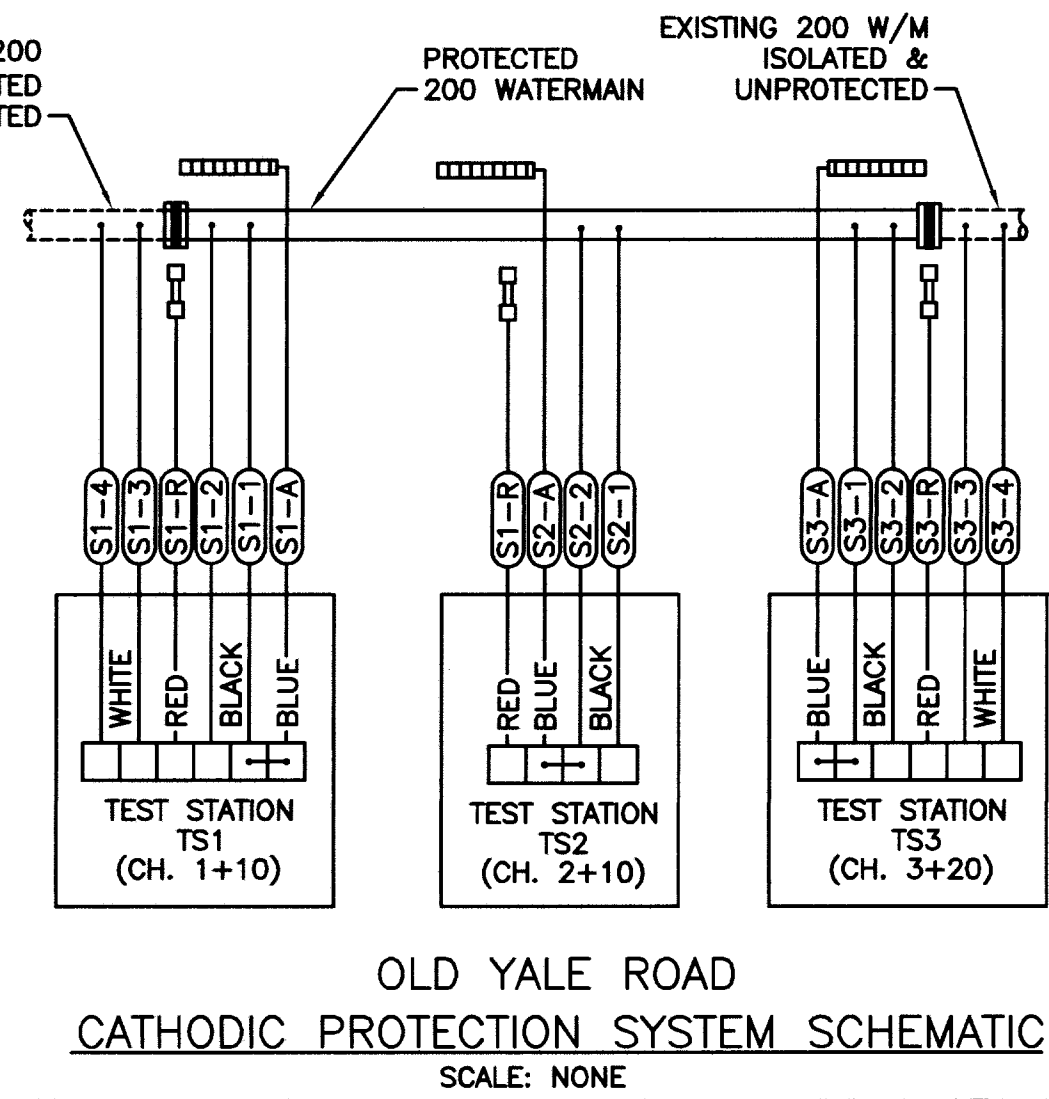 200
TED
TED
PROTECTED
200 WATERMAIN
EXISTING 200 W/M
ISOLATED &
UNPROTECTED
S1-4
S1-3
S1-R
S1-2
S1-1
S1-A
S1-R
S2-A
S2-2
S2-1
S3-A
S3-1
S3-2
S3-R
S3-3
S3-4
WHITE
RED
BLACK
BLUE
RED
BLUE
BLACK
BLUE
BLACK
RED
WHITE
TEST STATION
TS1
(CH. 1+10)
TEST STATION
TS2
(CH. 2+10)
TEST STATION
TS3
(CH. 3+20)
OLD YALE ROAD
CATHODIC PROTECTION SYSTEM SCHEMATIC
SCALE: NONE